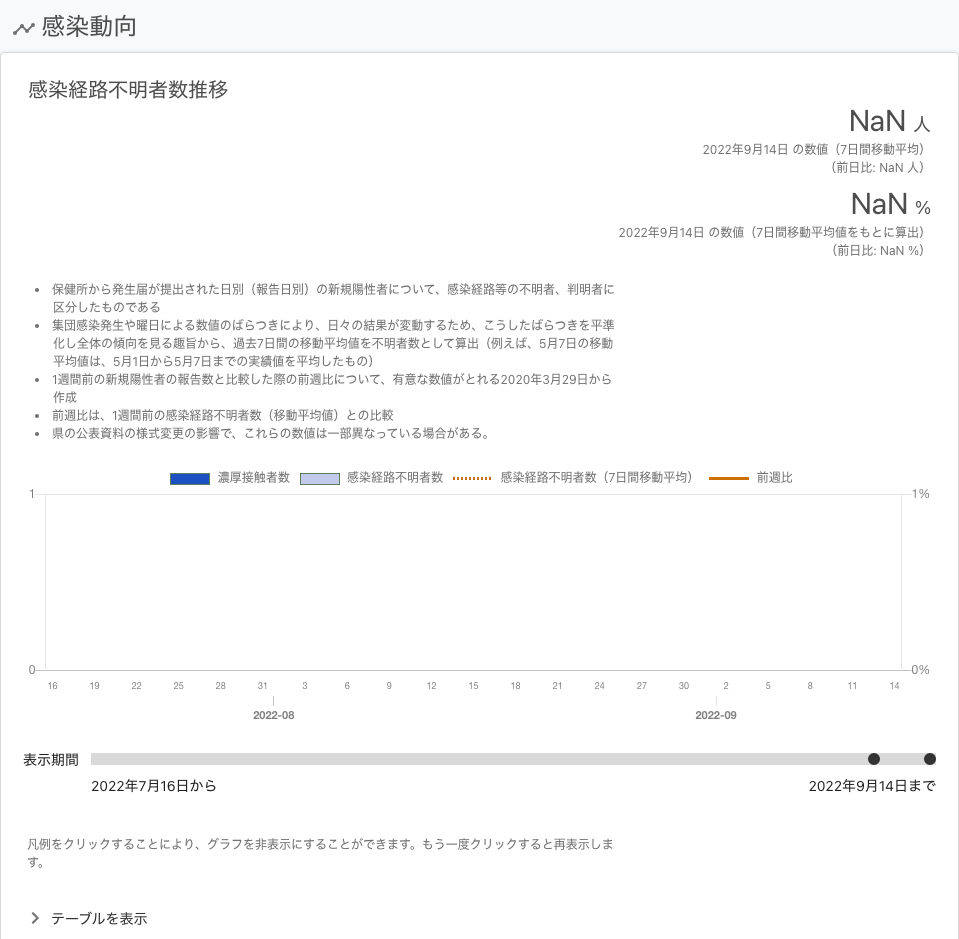 感染動向
感染経路不明者数推移
NaN 人
2022年9月14日 の数値（7日間移動平均）
（前日比: NaN 人）
NaN %
2022年9月14日 の数値（7日間移動平均値をもとに算出）
（前日比: NaN %）
• 保健所から発生届が提出された日別（報告日別）の新規陽性者について、感染経路等の不明者、判明者に
区分したものである
• 集団感染発生や曜日による数値のばらつきにより、日々の結果が変動するため、こうしたばらつきを平準
化し全体の傾向を見る趣旨から、過去7日間の移動平均値を不明者数として算出（例えば、5月7日の移動
平均値は、5月1日から5月7日までの実績値を平均したもの）
• 1週間前の新規陽性者の報告数と比較した際の前週比について、有意な数値がとれる2020年3月29日から
作成
• 前週比は、1週間前の感染経路不明者数（移動平均値）との比較
• 県の公表資料の様式変更の影響で、これらの数値は一部異なっている場合がある。
濃厚接触者数 感染経路不明者数 感染経路不明者数（7日間移動平均） 前週比
1 1%
0 0%
16 19 22 25 28 31 3 6 9 12 15 18 21 24 27 30 2 5 8 11 14
2022-08 2022-09
表示期間
2022年7月16日から 2022年9月14日まで
凡例をクリックすることにより、グラフを非表示にすることができます。もう一度クリックすると再表示しま
す。
テーブルを表示